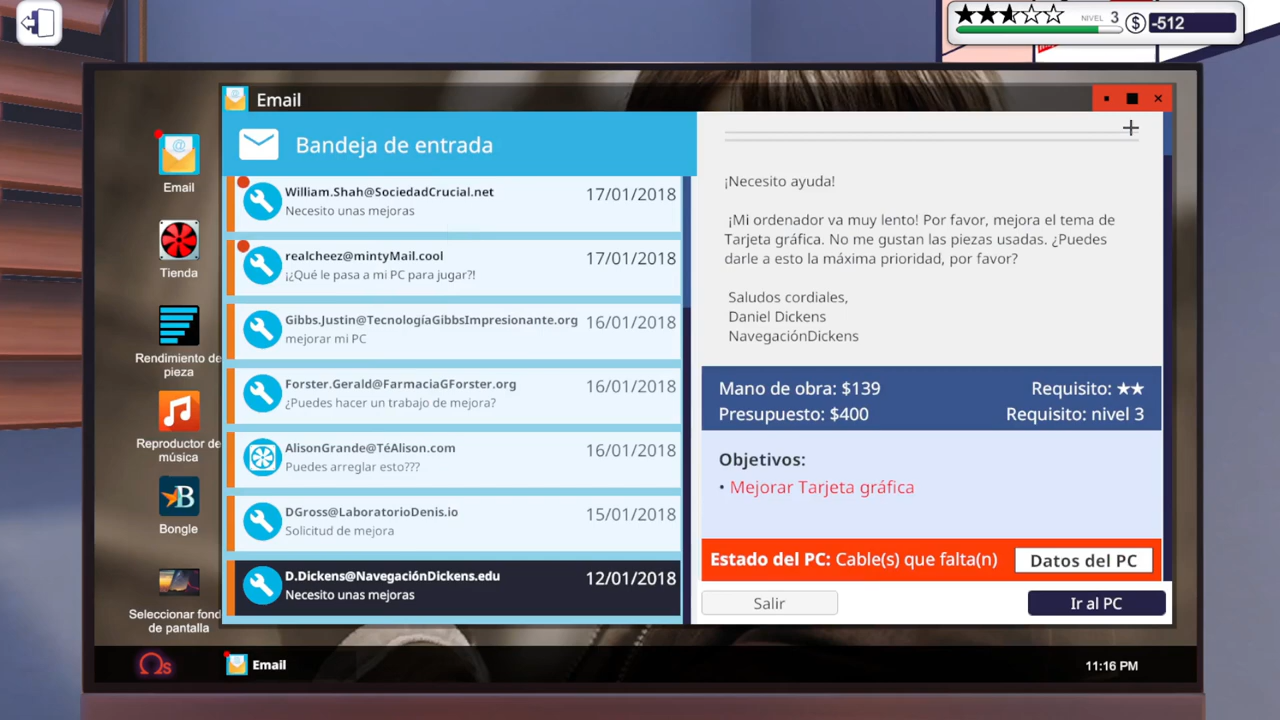 NIVEL 3
$ -512
Email
Bandeja de entrada
William.Shah@SociedadCrucial.net 17/01/2018
Necesito unas mejoras
realcheez@mintyMail.cool 17/01/2018
¡¿Qué le pasa a mi PC para jugar?!
Gibbs.Justin@TecnologíaGibbsImpresionante.org 16/01/2018
mejorar mi PC
Forster.Gerald@FarmaciaGForster.org 16/01/2018
¿Puedes hacer un trabajo de mejora?
AlisonGrande@TéAlison.com 16/01/2018
Puedes arreglar esto???
DGross@LaboratorioDenis.io 15/01/2018
Solicitud de mejora
D.Dickens@NavegaciónDickens.edu 12/01/2018
Necesito unas mejoras
¡Necesito ayuda!
¡Mi ordenador va muy lento! Por favor, mejora el tema de
Tarjeta gráfica. No me gustan las piezas usadas. ¿Puedes
darle a esto la máxima prioridad, por favor?
Saludos cordiales,
Daniel Dickens
NavegaciónDickens
Mano de obra: $139 Requisito: ★★
Presupuesto: $400 Requisito: nivel 3
Objetivos:
• Mejorar Tarjeta gráfica
Estado del PC: Cable(s) que falta(n) Datos del PC
Salir Ir al PC
Email
Tienda
Rendimiento de
pieza
Reproductor de
música
B
Bongle
Seleccionar fond
de pantalla
Ωs Email 11:16 PM